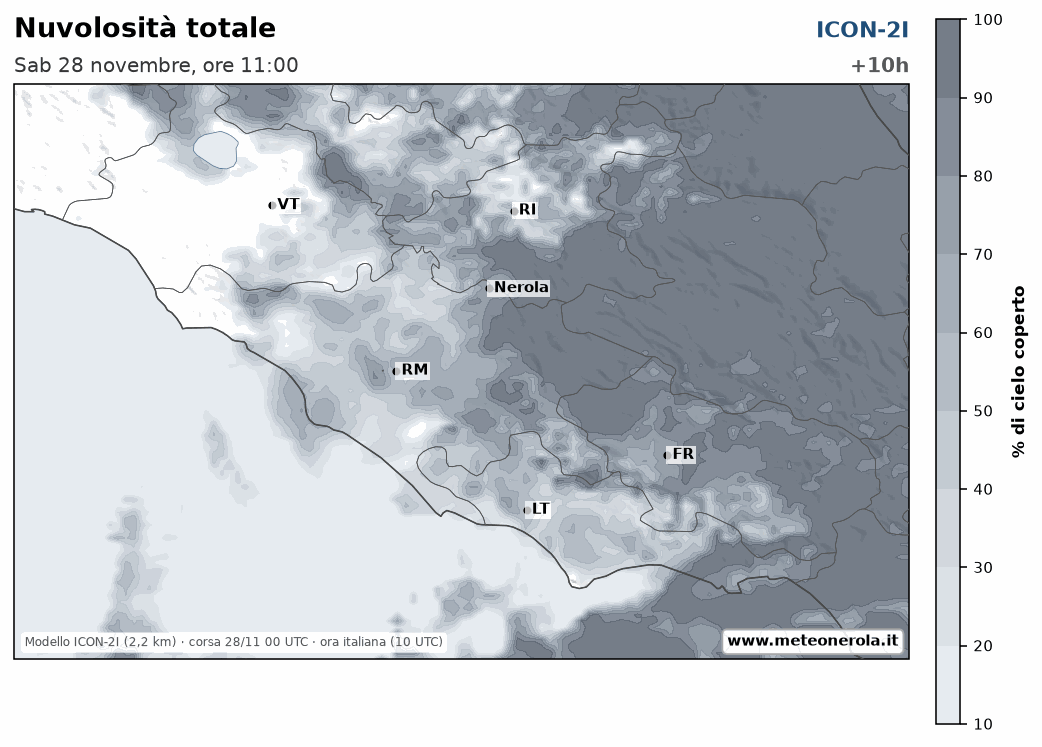 Nuvolosità totale
ICON-2I
Sab 28 novembre, ore 11:00
+10h
100
90
80
70
60
50
40
30
20
10
% di cielo coperto
VT
RI
Nerola
RM
FR
LT
Modello ICON-2I (2,2 km) · corsa 28/11 00 UTC · ora italiana (10 UTC)
www.meteonerola.it